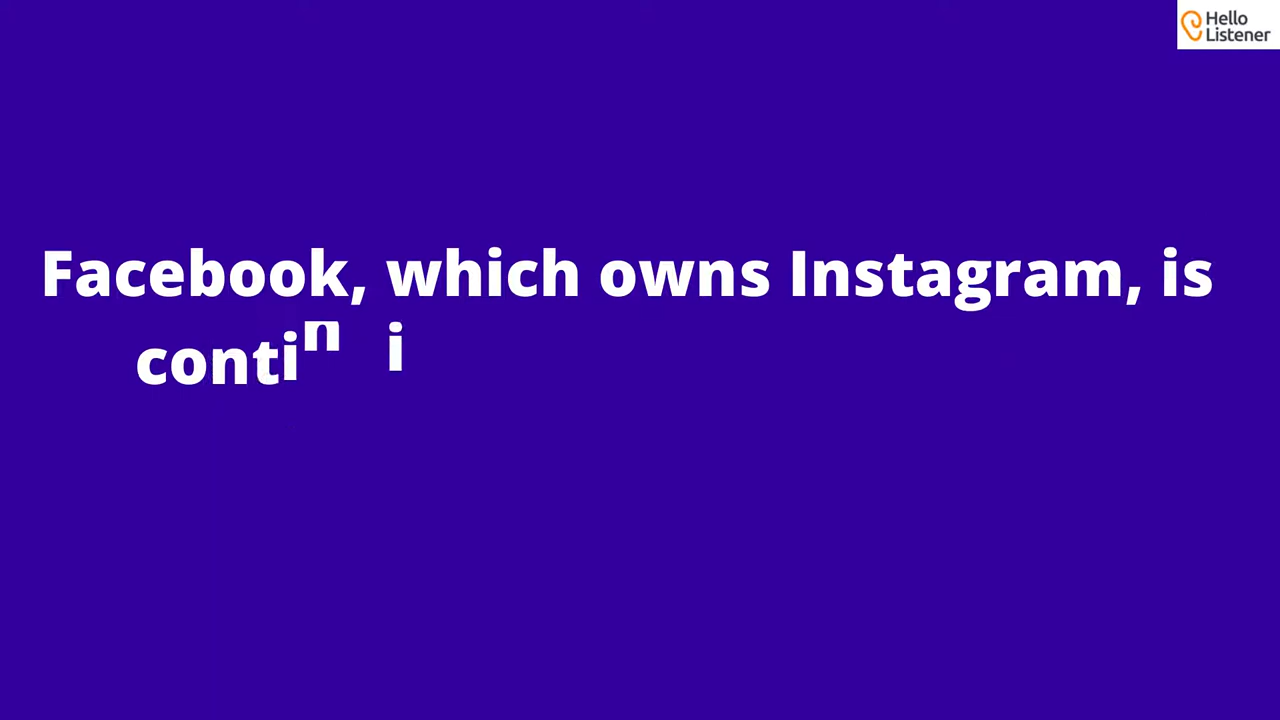 Hello
Listener
Facebook, which owns Instagram, is